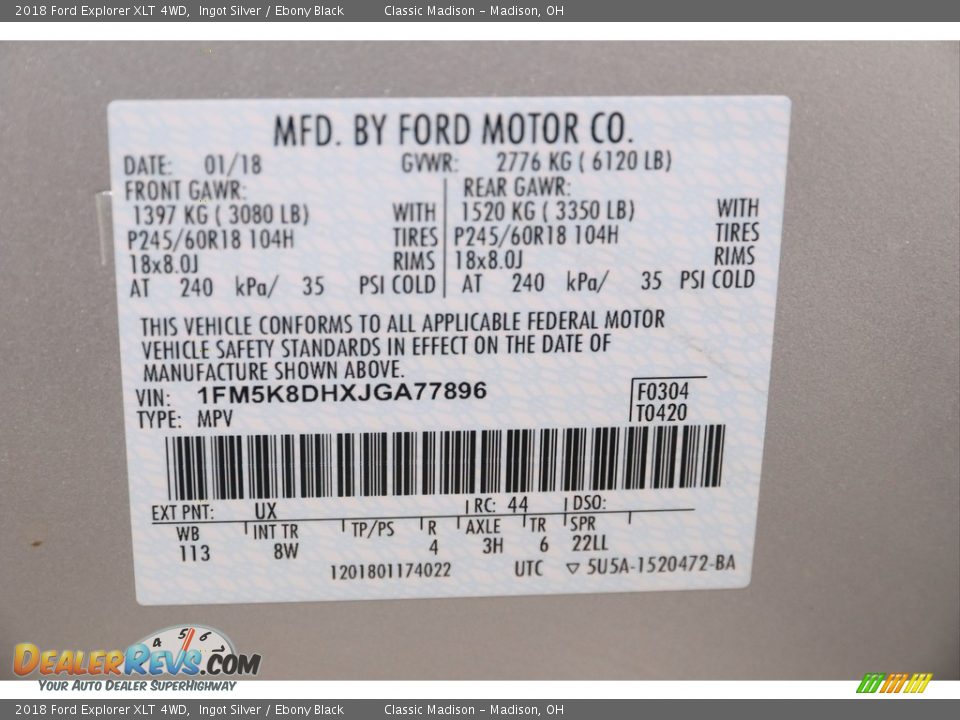 2018 Ford Explorer XLT 4WD, Ingot Silver / Ebony Black Classic Madison - Madison, OH
MFD. BY FORD MOTOR CO.
DATE: 01/18 GVWR: 2776 KG ( 6120 LB)
FRONT GAWR: REAR GAWR:
1397 KG ( 3080 LB) WITH 1520 KG ( 3350 LB) WITH
P245/60R18 104H TIRES P245/60R18 104H TIRES
18x8.0J RIMS 18x8.0J RIMS
AT 240 kPa/ 35 PSI COLD AT 240 kPa/ 35 PSI COLD
THIS VEHICLE CONFORMS TO ALL APPLICABLE FEDERAL MOTOR
VEHICLE SAFETY STANDARDS IN EFFECT ON THE DATE OF
MANUFACTURE SHOWN ABOVE.
VIN: 1FM5K8DHXJGA77896 F0304
TYPE: MPV T0420
EXT PNT: UX RC: 44 DSO:
WB INT TR TP/PS R AXLE TR SPR
113 8W 4 3H 6 22LL
1201801174022 UTC ▽ 5U5A-1520472-BA
4 5 6
DEALERREVS.COM
YOUR AUTO DEALER SUPERHIGHWAY
2018 Ford Explorer XLT 4WD, Ingot Silver / Ebony Black Classic Madison - Madison, OH